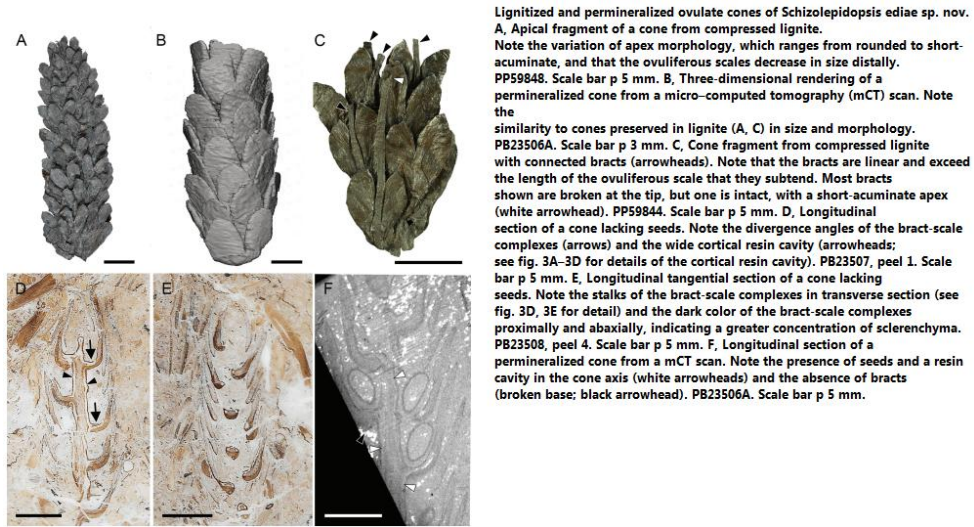 A
B
C
D
E
F
Lignitized and permineralized ovulate cones of Schizolepidopsis ediae sp. nov.
A, Apical fragment of a cone from compressed lignite.
Note the variation of apex morphology, which ranges from rounded to short-
acuminate, and that the ovuliferous scales decrease in size distally.
PP59848. Scale bar p 5 mm. B, Three-dimensional rendering of a
permineralized cone from a micro–computed tomography (mCT) scan. Note
the
similarity to cones preserved in lignite (A, C) in size and morphology.
PB23506A. Scale bar p 3 mm. C, Cone fragment from compressed lignite
with connected bracts (arrowheads). Note that the bracts are linear and exceed
the length of the ovuliferous scale that they subtend. Most bracts
shown are broken at the tip, but one is intact, with a short-acuminate apex
(white arrowhead). PP59844. Scale bar p 5 mm. D, Longitudinal
section of a cone lacking seeds. Note the divergence angles of the bract-scale
complexes (arrows) and the wide cortical resin cavity (arrowheads;
see fig. 3A–3D for details of the cortical resin cavity). PB23507, peel 1. Scale
bar p 5 mm. E, Longitudinal tangential section of a cone lacking
seeds. Note the stalks of the bract-scale complexes in transverse section (see
fig. 3D, 3E for detail) and the dark color of the bract-scale complexes
proximally and abaxially, indicating a greater concentration of sclerenchyma.
PB23508, peel 4. Scale bar p 5 mm. F, Longitudinal section of a
permineralized cone from a mCT scan. Note the presence of seeds and a resin
cavity in the cone axis (white arrowheads) and the absence of bracts
(broken base; black arrowhead). PB23506A. Scale bar p 5 mm.